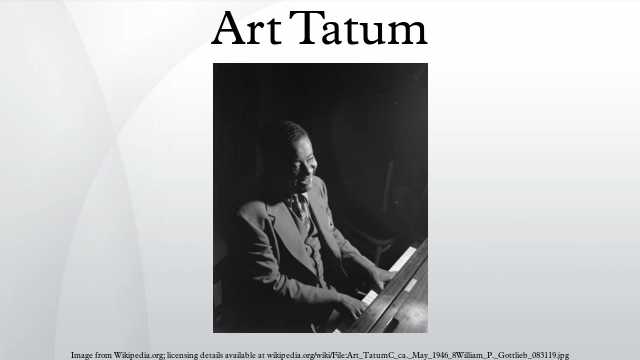 Art Tatum
Image from Wikipedia.org; licensing details available at wikipedia.org/wiki/File:Art_TatumC_ca._May_1946_8William_P._Gottlieb_083119.jpg